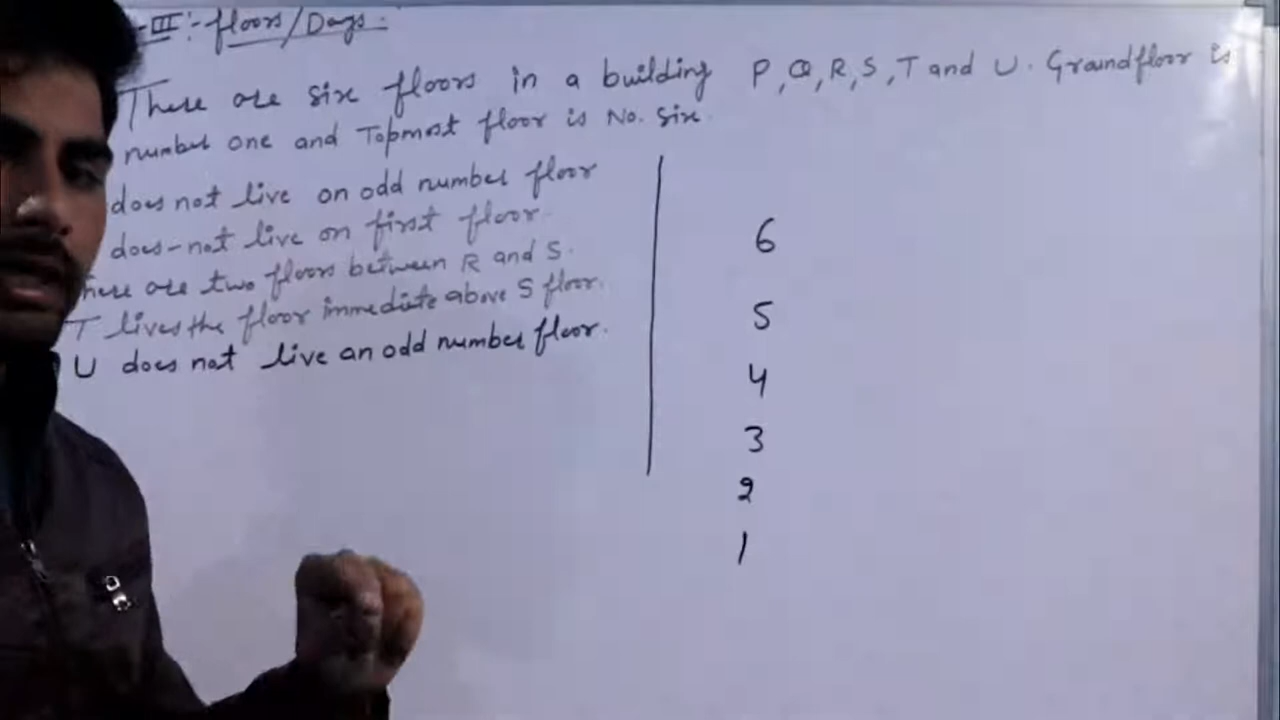 -III :- floors/Days :-
There are six floors in a building P, Q, R, S, T and U. Groundfloor is
number one and Topmost floor is No. six.
does not live on odd number floor
does-not live on first floor.
here are two floors between R and S.
T lives the floor immediate above S floor.
U does not live an odd number floor.
6
5
4
3
2
1